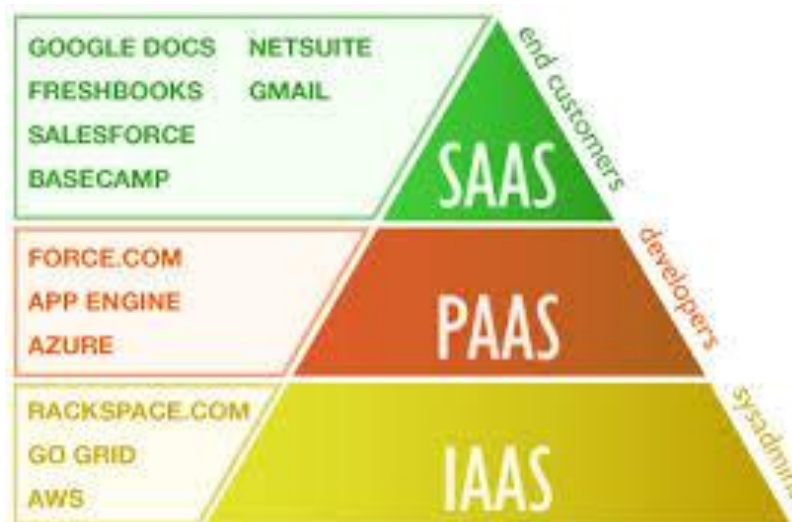 GOOGLE DOCS NETSUITE
FRESHBOOKS GMAIL
SALESFORCE
BASECAMP
SAAS
end customers
FORCE.COM
APP ENGINE
AZURE
PAAS
developers
RACKSPACE.COM
GO GRID
AWS
IAAS
sysadmins